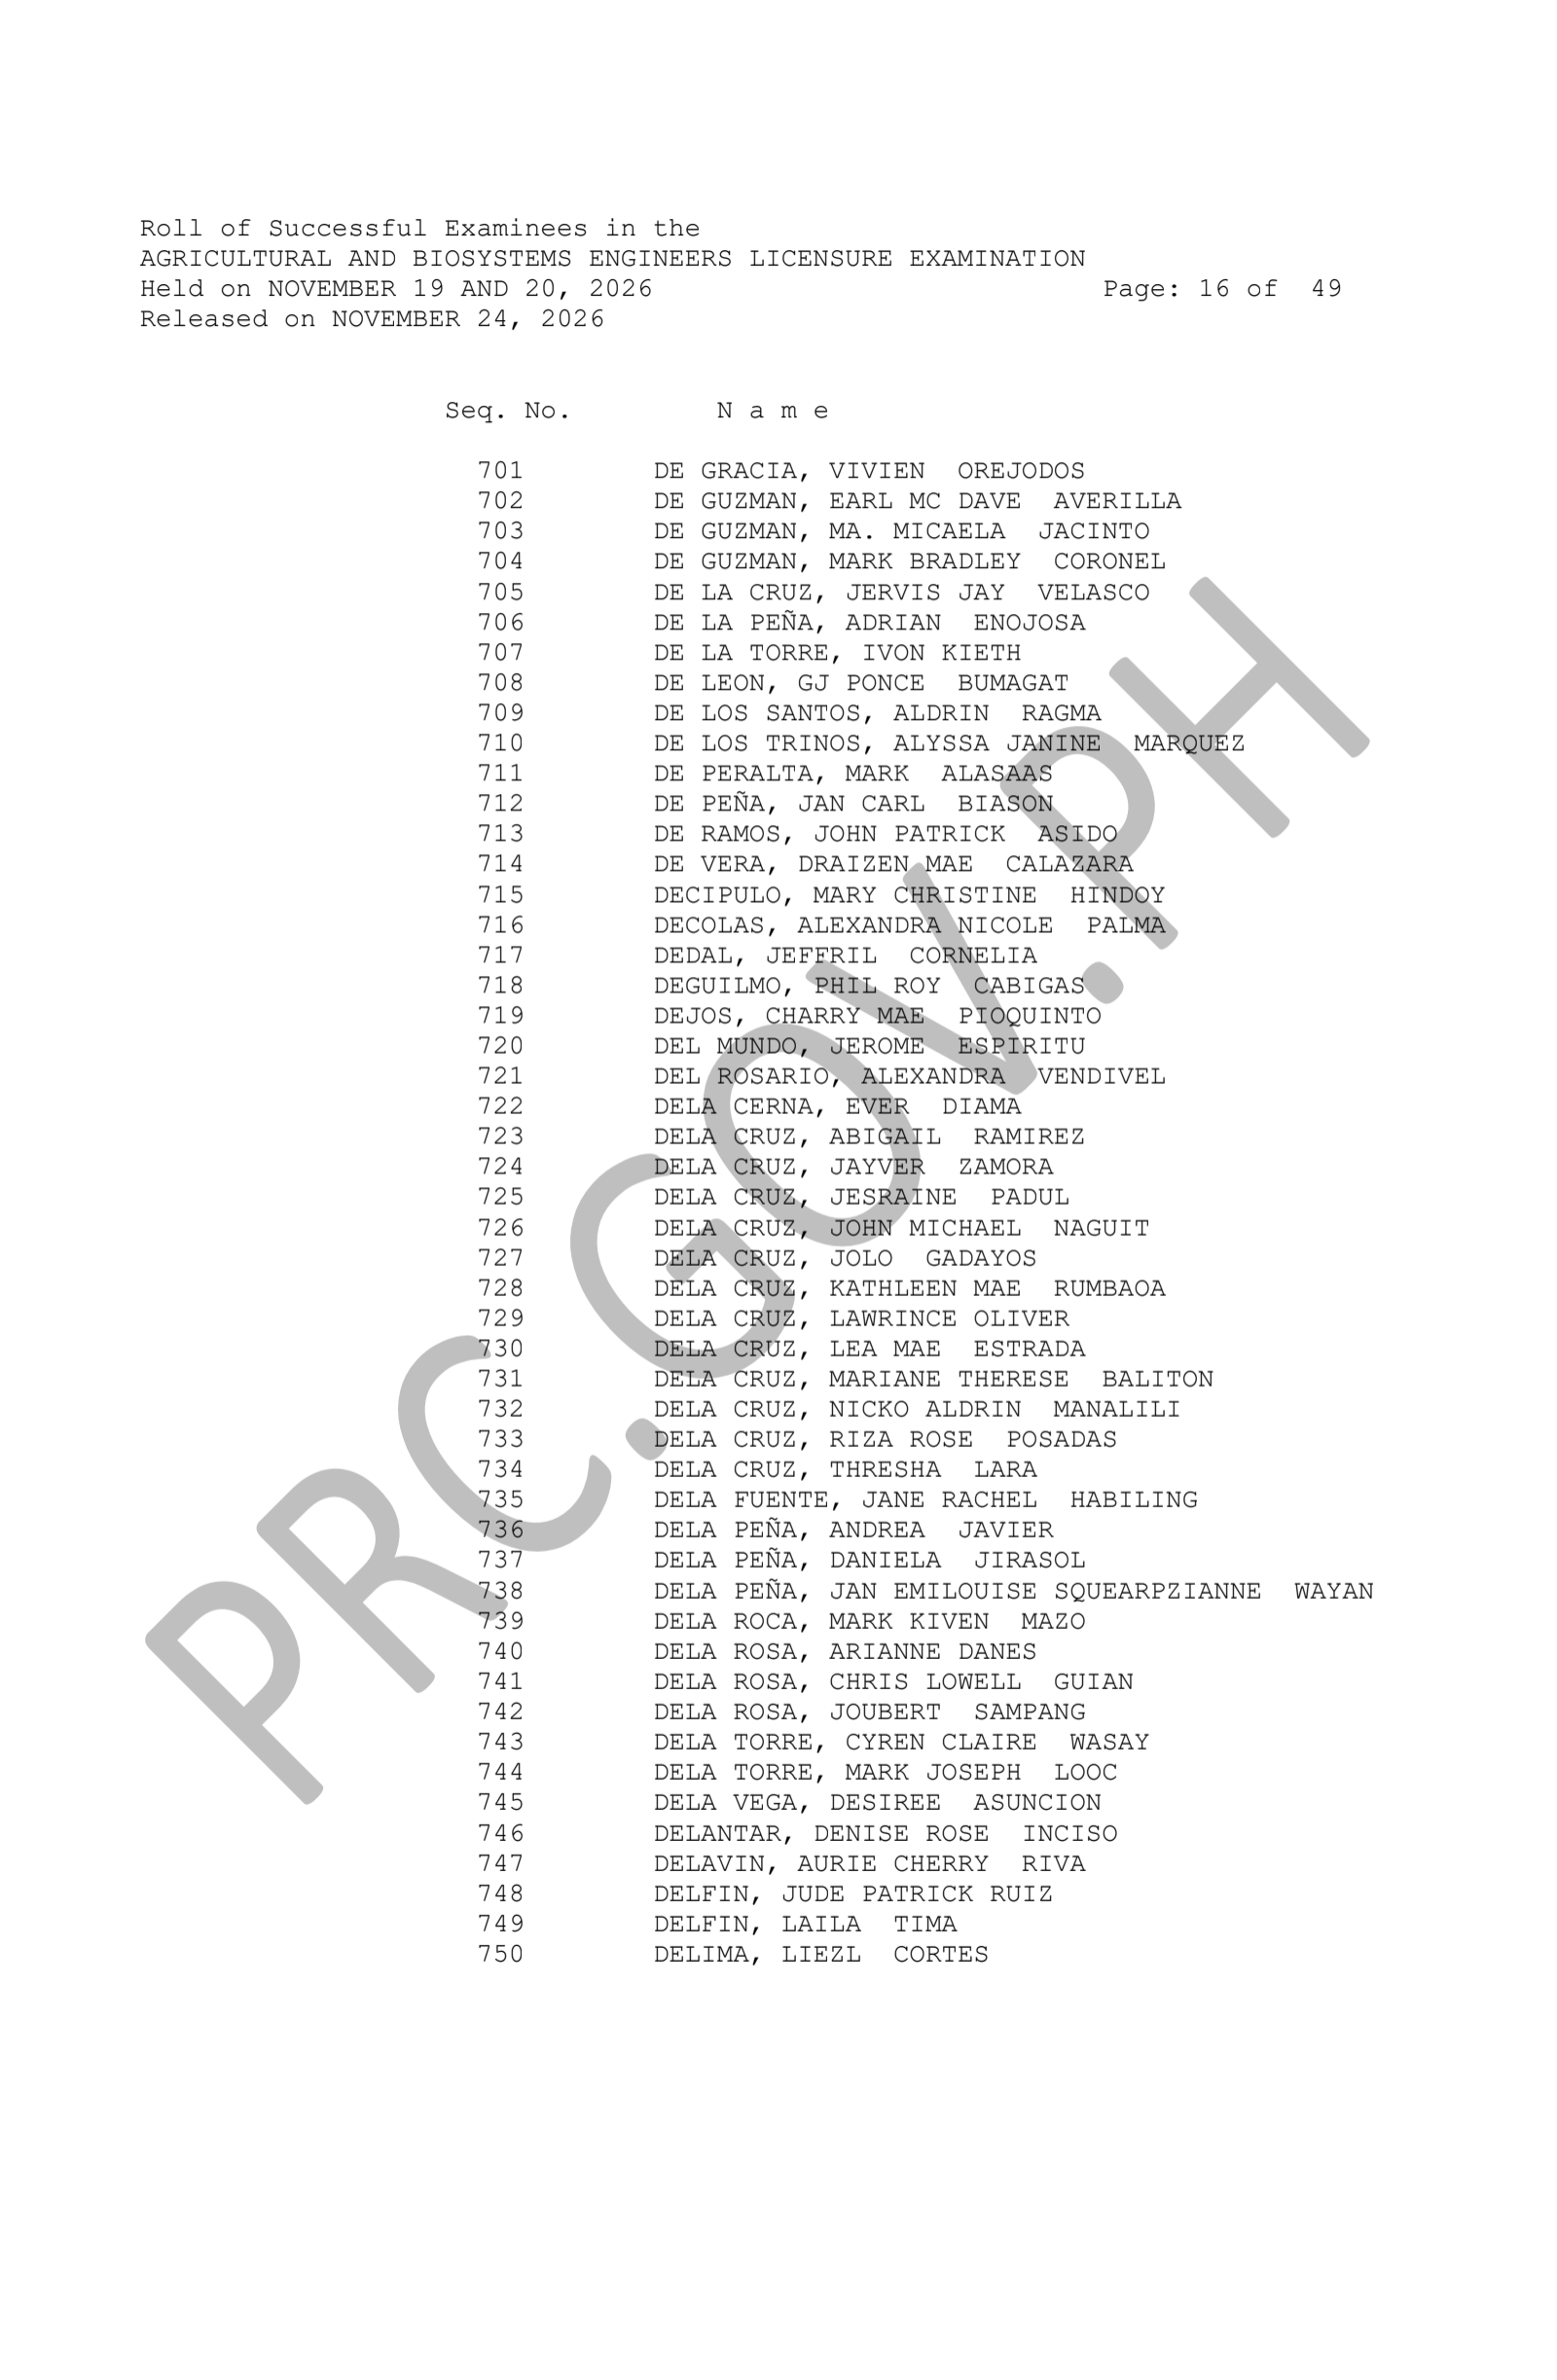 Roll of Successful Examinees in the
AGRICULTURAL AND BIOSYSTEMS ENGINEERS LICENSURE EXAMINATION
Held on NOVEMBER 19 AND 20, 2026 Page: 16 of 49
Released on NOVEMBER 24, 2026
Seq. No. N a m e
701 DE GRACIA, VIVIEN OREJODOS
702 DE GUZMAN, EARL MC DAVE AVERILLA
703 DE GUZMAN, MA. MICAELA JACINTO
704 DE GUZMAN, MARK BRADLEY CORONEL
705 DE LA CRUZ, JERVIS JAY VELASCO
706 DE LA PEÑA, ADRIAN ENOJOSA
707 DE LA TORRE, IVON KIETH
708 DE LEON, GJ PONCE BUMAGAT
709 DE LOS SANTOS, ALDRIN RAGMA
710 DE LOS TRINOS, ALYSSA JANINE MARQUEZ
711 DE PERALTA, MARK ALASAAS
712 DE PEÑA, JAN CARL BIASON
713 DE RAMOS, JOHN PATRICK ASIDO
714 DE VERA, DRAIZEN MAE CALAZARA
715 DECIPULO, MARY CHRISTINE HINDOY
716 DECOLAS, ALEXANDRA NICOLE PALMA
717 DEDAL, JEFFRIL CORNELIA
718 DEGUILMO, PHIL ROY CABIGAS
719 DEJOS, CHARRY MAE PIOQUINTO
720 DEL MUNDO, JEROME ESPIRITU
721 DEL ROSARIO, ALEXANDRA VENDIVEL
722 DELA CERNA, EVER DIAMA
723 DELA CRUZ, ABIGAIL RAMIREZ
724 DELA CRUZ, JAYVER ZAMORA
725 DELA CRUZ, JESRAINE PADUL
726 DELA CRUZ, JOHN MICHAEL NAGUIT
727 DELA CRUZ, JOLO GADAYOS
728 DELA CRUZ, KATHLEEN MAE RUMBAOA
729 DELA CRUZ, LAWRINCE OLIVER
730 DELA CRUZ, LEA MAE ESTRADA
731 DELA CRUZ, MARIANE THERESE BALITON
732 DELA CRUZ, NICKO ALDRIN MANALILI
733 DELA CRUZ, RIZA ROSE POSADAS
734 DELA CRUZ, THRESHA LARA
735 DELA FUENTE, JANE RACHEL HABILING
736 DELA PEÑA, ANDREA JAVIER
737 DELA PEÑA, DANIELA JIRASOL
738 DELA PEÑA, JAN EMILOUISE SQUEARPZIANNE WAYAN
739 DELA ROCA, MARK KIVEN MAZO
740 DELA ROSA, ARIANNE DANES
741 DELA ROSA, CHRIS LOWELL GUIAN
742 DELA ROSA, JOUBERT SAMPANG
743 DELA TORRE, CYREN CLAIRE WASAY
744 DELA TORRE, MARK JOSEPH LOOC
745 DELA VEGA, DESIREE ASUNCION
746 DELANTAR, DENISE ROSE INCISO
747 DELAVIN, AURIE CHERRY RIVA
748 DELFIN, JUDE PATRICK RUIZ
749 DELFIN, LAILA TIMA
750 DELIMA, LIEZL CORTES
PRC.GOV.PH